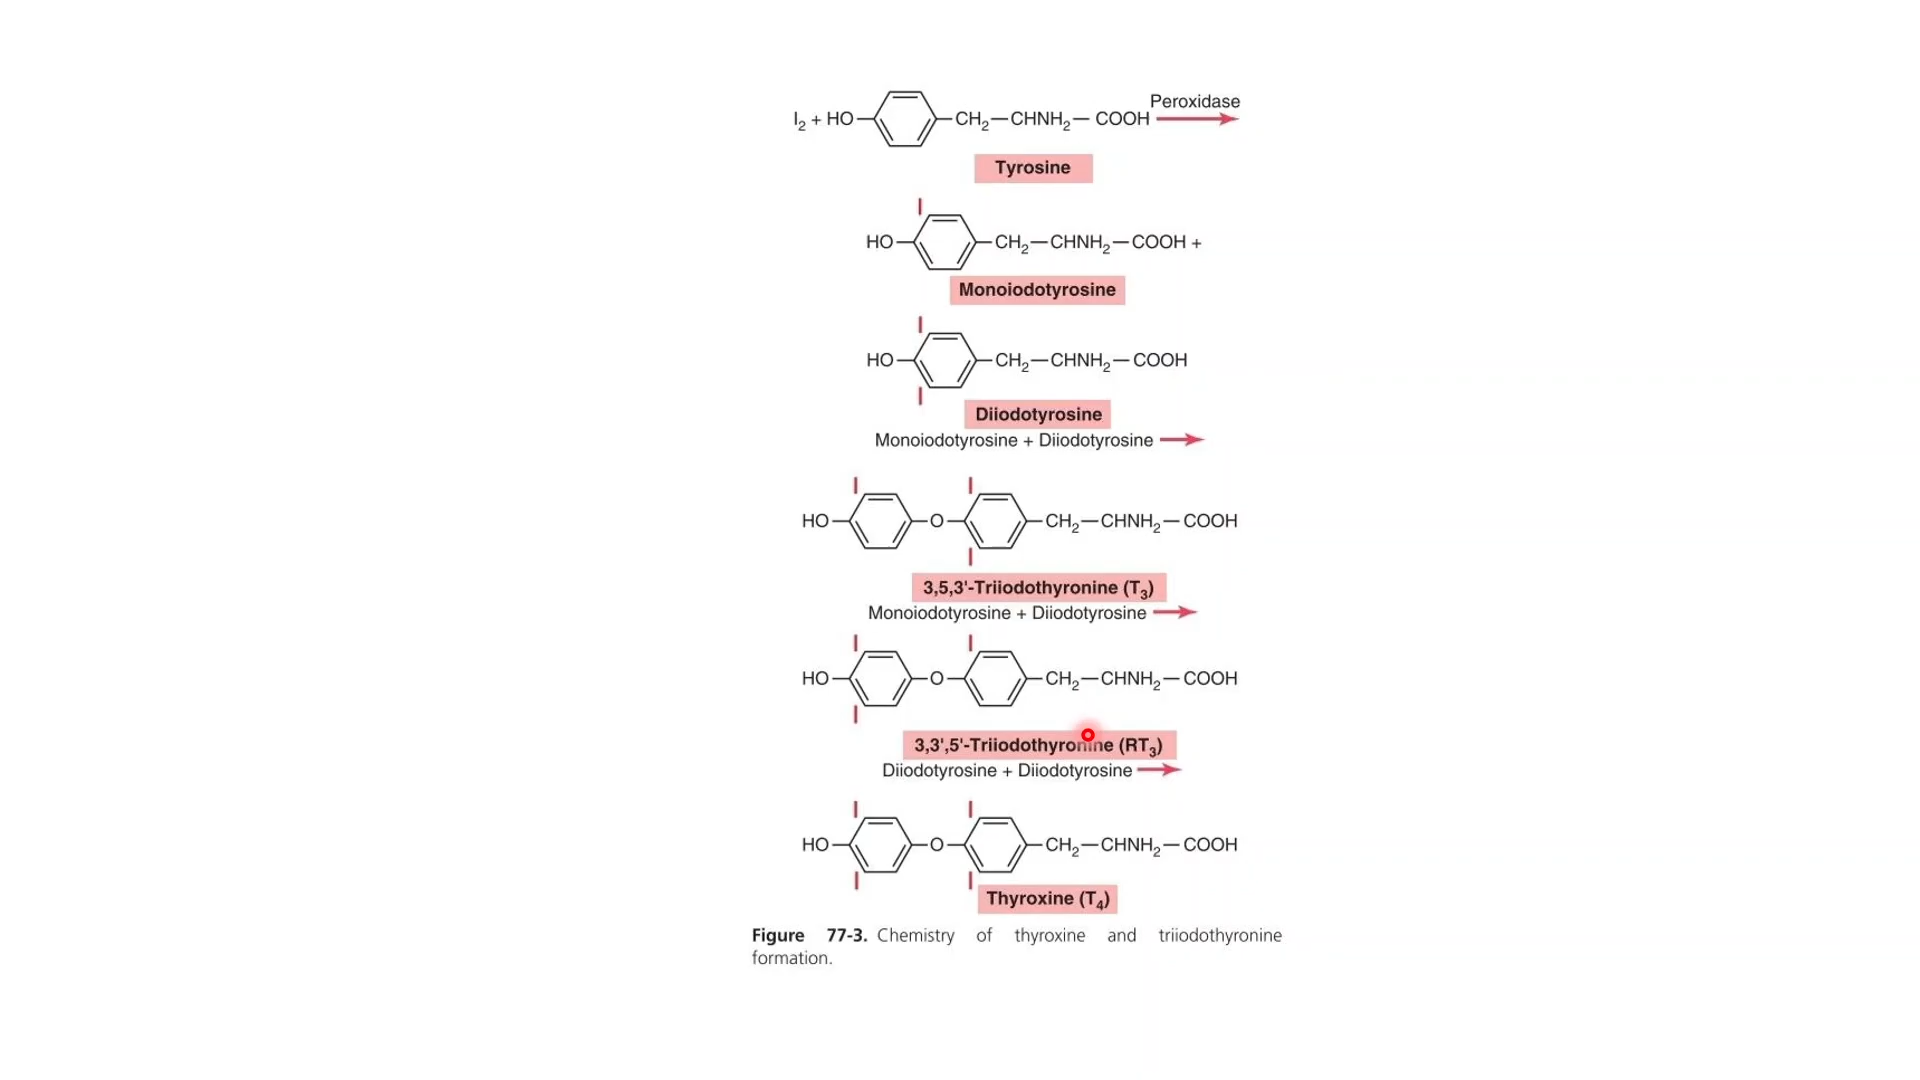 I2 + HO CH2—CHNH2— COOH Peroxidase
Tyrosine
I
HO CH2—CHNH2—COOH +
Monoiodotyrosine
I
HO CH2—CHNH2—COOH
I
Diiodotyrosine
Monoiodotyrosine + Diiodotyrosine
I I
HO O CH2—CHNH2—COOH
I
3,5,3'-Triiodothyronine (T3)
Monoiodotyrosine + Diiodotyrosine
I I
HO O CH2—CHNH2—COOH
I
3,3',5'-Triiodothyronine (RT3)
Diiodotyrosine + Diiodotyrosine
I I
HO O CH2—CHNH2—COOH
I I
Thyroxine (T4)
Figure 77-3. Chemistry of thyroxine and triiodothyronine
formation.